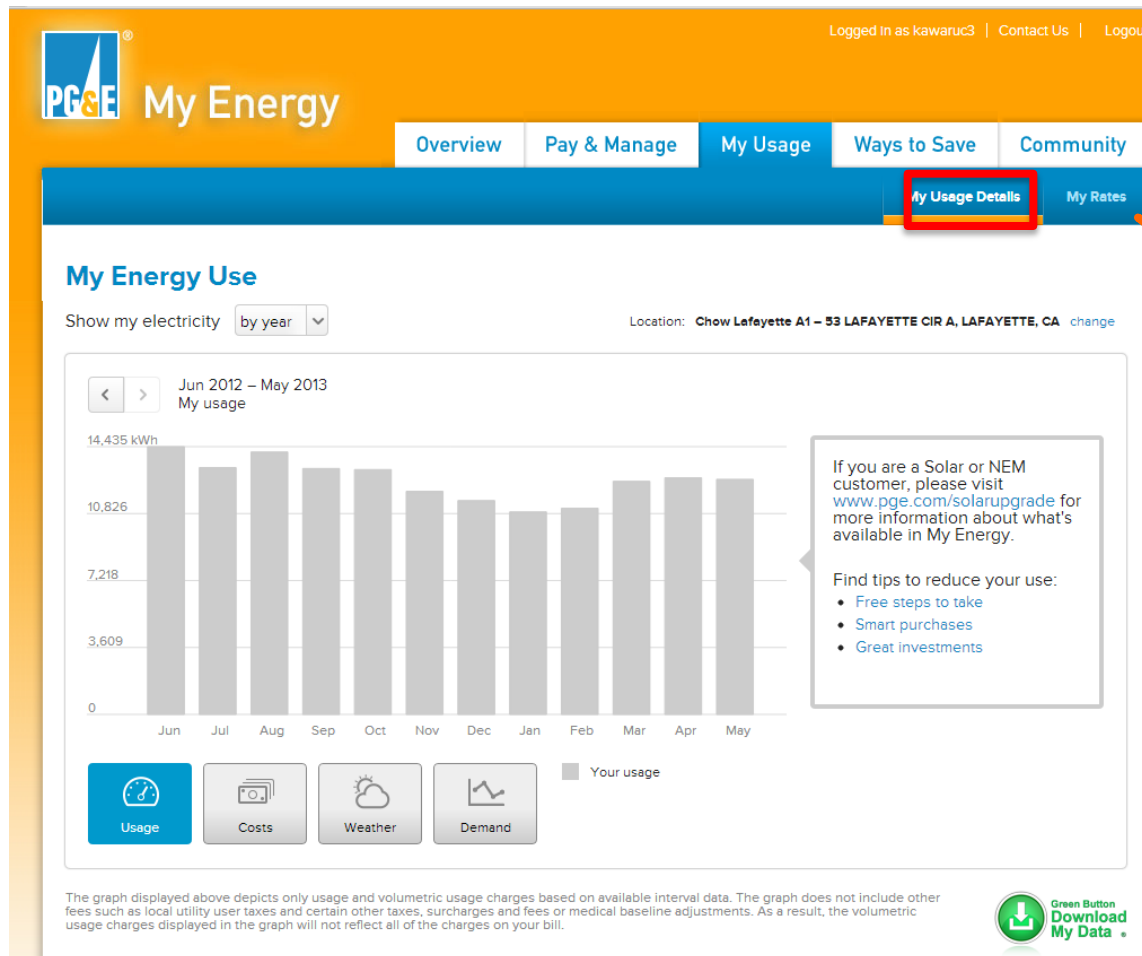 Logged in as kawaruc3 | Contact Us | Logou
PG&E ® My Energy
Overview Pay & Manage My Usage Ways to Save Community
My Usage Details My Rates
My Energy Use
Show my electricity by year
Location: Chow Lafayette A1 – 53 LAFAYETTE CIR A, LAFAYETTE, CA change
Jun 2012 – May 2013
My usage
14,435 kWh
10,826
7,218
3,609
0
Jun Jul Aug Sep Oct Nov Dec Jan Feb Mar Apr May
If you are a Solar or NEM
customer, please visit
www.pge.com/solarupgrade for
more information about what's
available in My Energy.
Find tips to reduce your use:
• Free steps to take
• Smart purchases
• Great investments
Usage Costs Weather Demand
Your usage
The graph displayed above depicts only usage and volumetric usage charges based on available interval data. The graph does not include other
fees such as local utility user taxes and certain other taxes, surcharges and fees or medical baseline adjustments. As a result, the volumetric
usage charges displayed in the graph will not reflect all of the charges on your bill.
Green Button
Download
My Data ®